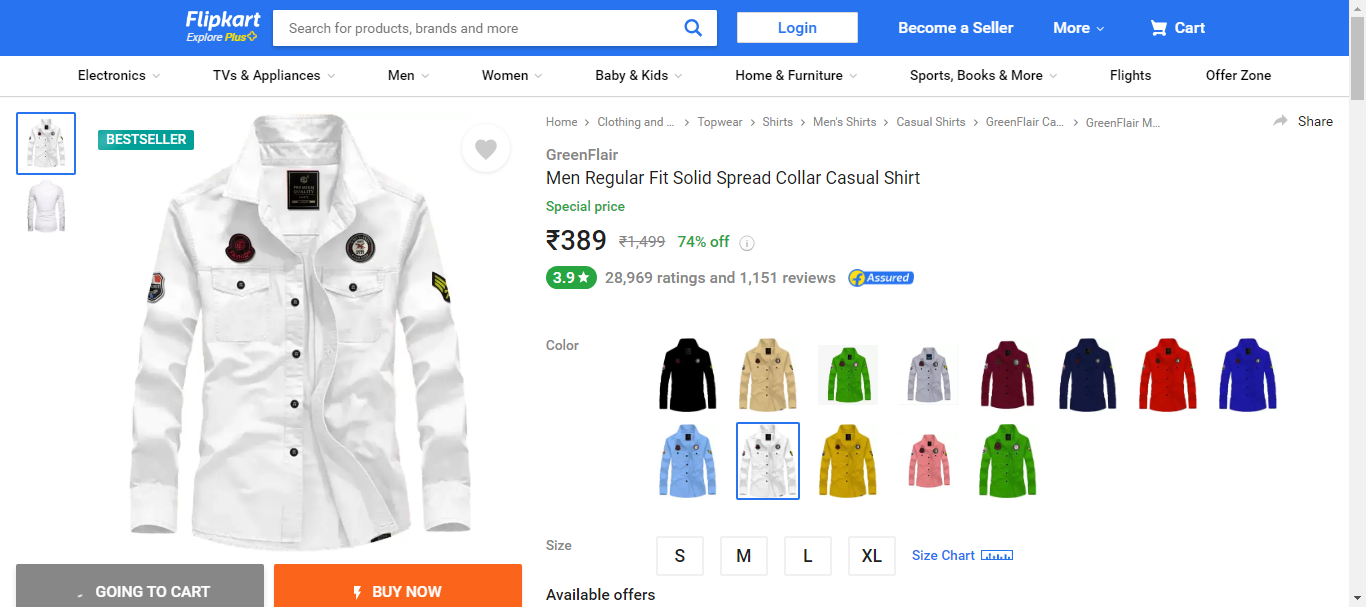 Flipkart
Explore Plus
Search for products, brands and more
Login
Become a Seller
More
Cart
Electronics
TVs & Appliances
Men
Women
Baby & Kids
Home & Furniture
Sports, Books & More
Flights
Offer Zone
BESTSELLER
PREMIUM
QUALITY
Home
Clothing and ...
Topwear
Shirts
Men's Shirts
Casual Shirts
GreenFlair Ca...
GreenFlair M...
Share
GreenFlair
Men Regular Fit Solid Spread Collar Casual Shirt
Special price
₹389 ₹1,499 74% off
3.9★ 28,969 ratings and 1,151 reviews
Assured
Color
Size
S
M
L
XL
Size Chart
GOING TO CART
BUY NOW
Available offers